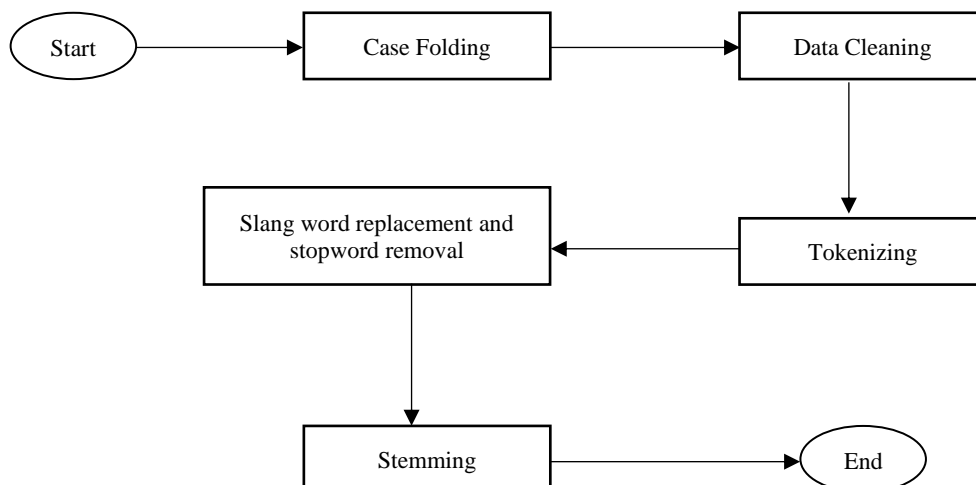 Start
Case Folding
Data Cleaning
Tokenizing
Slang word replacement and
stopword removal
Stemming
End